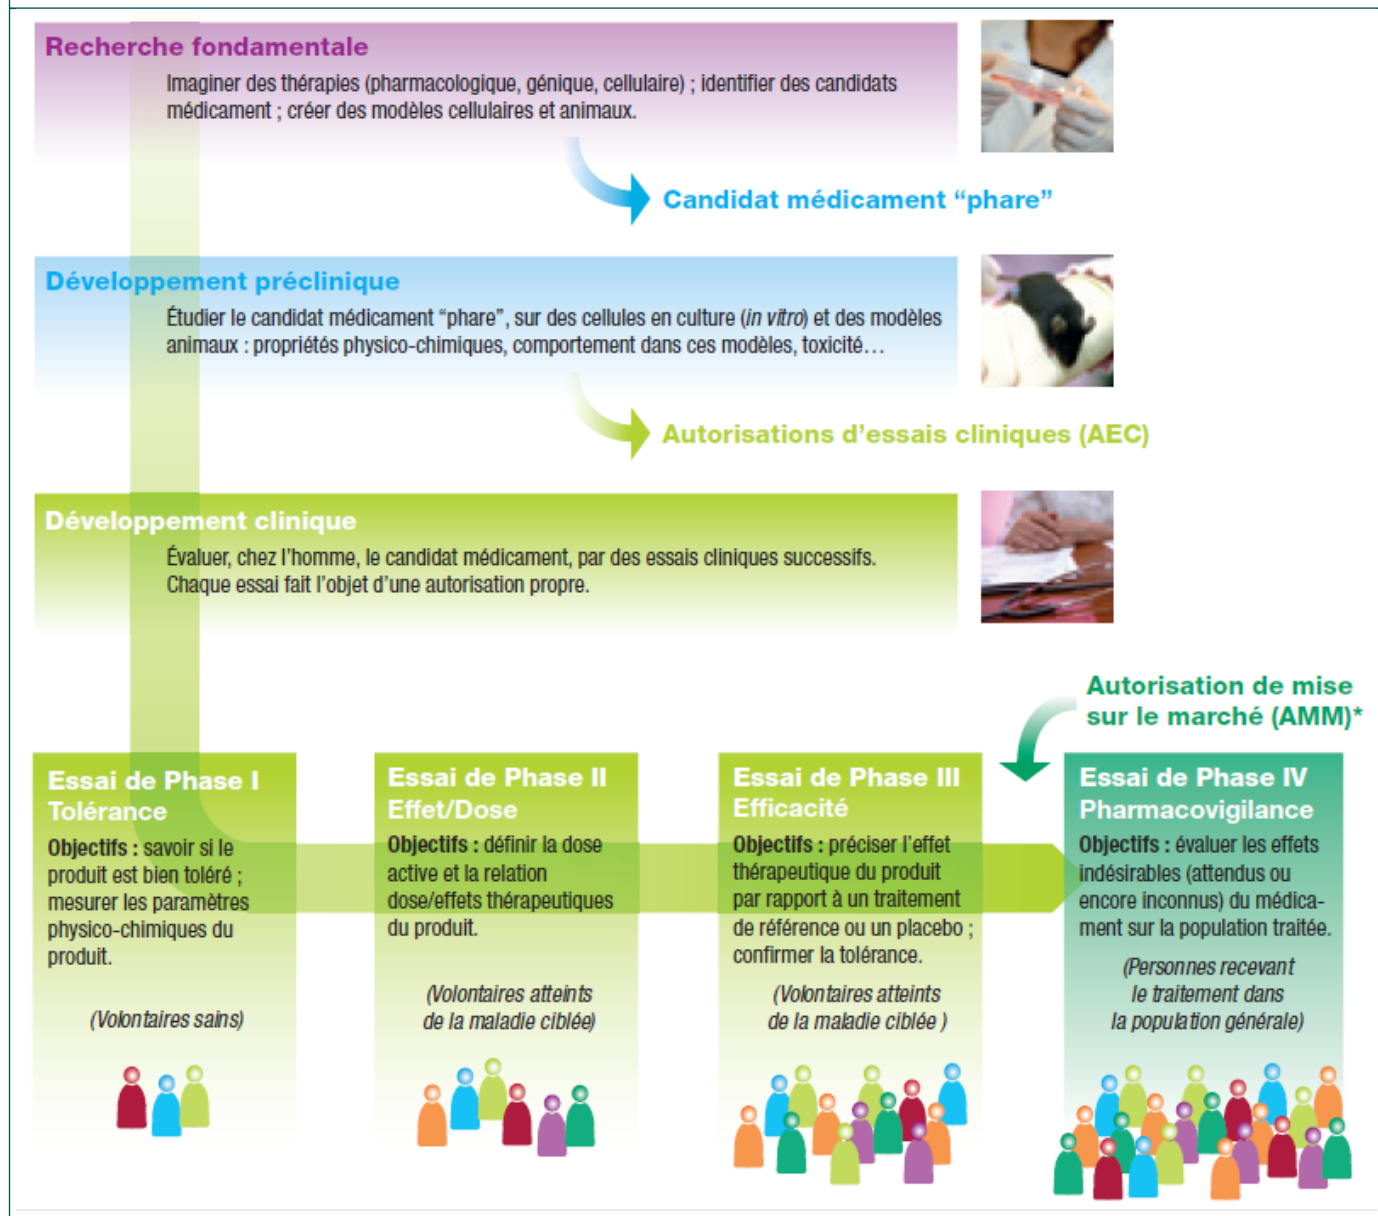 Recherche fondamentale
Imaginer des thérapies (pharmacologique, génique, cellulaire) ; identifier des candidats
médicament ; créer des modèles cellulaires et animaux.
Candidat médicament “phare”
Développement préclinique
Étudier le candidat médicament “phare”, sur des cellules en culture (in vitro) et des modèles
animaux : propriétés physico-chimiques, comportement dans ces modèles, toxicité…
Autorisations d’essais cliniques (AEC)
Développement clinique
Évaluer, chez l’homme, le candidat médicament, par des essais cliniques successifs.
Chaque essai fait l’objet d’une autorisation propre.
Autorisation de mise
sur le marché (AMM)*
Essai de Phase I
Tolérance
Objectifs : savoir si le
produit est bien toléré ;
mesurer les paramètres
physico-chimiques du
produit.
(Volontaires sains)
Essai de Phase II
Effet/Dose
Objectifs : définir la dose
active et la relation
dose/effets thérapeutiques
du produit.
(Volontaires atteints
de la maladie ciblée)
Essai de Phase III
Efficacité
Objectifs : préciser l’effet
thérapeutique du produit
par rapport à un traitement
de référence ou un placebo ;
confirmer la tolérance.
(Volontaires atteints
de la maladie ciblée )
Essai de Phase IV
Pharmacovigilance
Objectifs : évaluer les effets
indésirables (attendus ou
encore inconnus) du médica-
ment sur la population traitée.
(Personnes recevant
le traitement dans
la population générale)